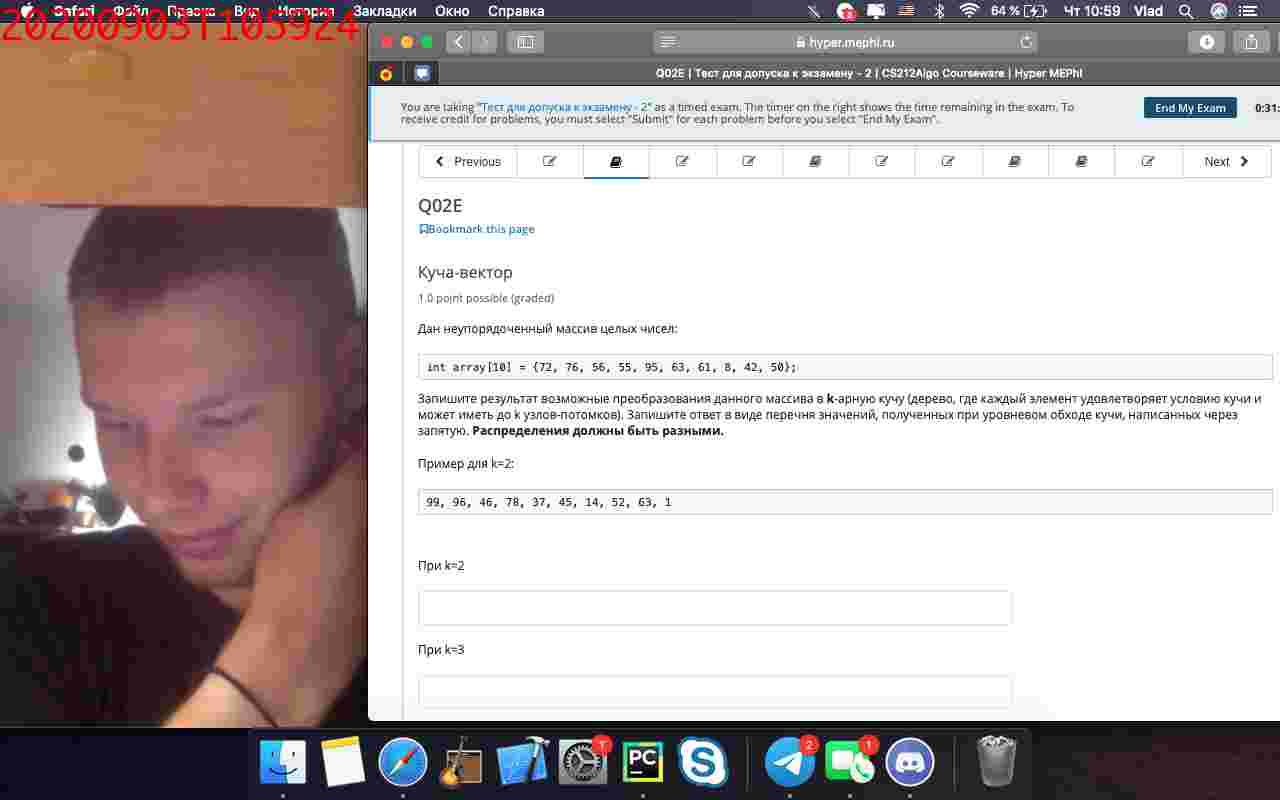 Safari Файл Правка Вид История Закладки Окно Справка 64 % Чт 10:59 Vlad
20200903T105924
hyper.mephi.ru
Q02E | Тест для допуска к экзамену - 2 | CS212Algo Courseware | Hyper MEPhI
You are taking "Тест для допуска к экзамену - 2" as a timed exam. The timer on the right shows the time remaining in the exam. To
receive credit for problems, you must select "Submit" for each problem before you select "End My Exam".
End My Exam
0:31:
Previous
Next
Q02E
Bookmark this page
Куча-вектор
1.0 point possible (graded)
Дан неупорядоченный массив целых чисел:
int array[10] = {72, 76, 56, 55, 95, 63, 61, 8, 42, 50};
Запишите результат возможные преобразования данного массива в k-арную кучу (дерево, где каждый элемент удовлетворяет условию кучи и
может иметь до k узлов-потомков). Запишите ответ в виде перечня значений, полученных при уровневом обходе кучи, написанных через
запятую. Распределения должны быть разными.
Пример для k=2:
99, 96, 46, 78, 37, 45, 14, 52, 63, 1
При k=2
При k=3
1
PC
2
1